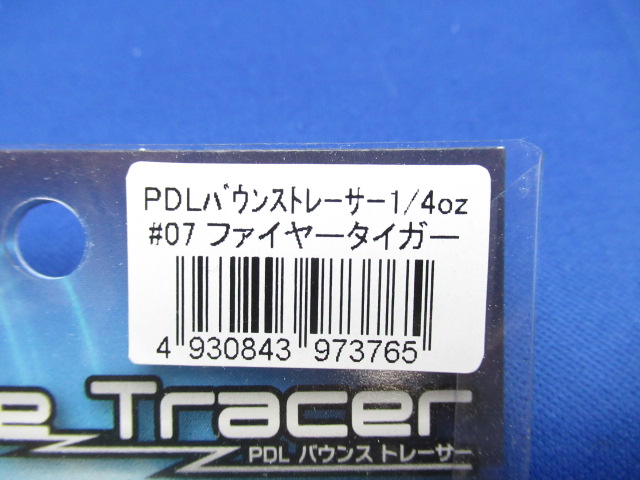 PDLﾊﾞｳﾝｽﾄﾚｰｻｰ1/4oz
#07 ファイヤータイガー
4 930843 973765
e Tracer
PDL バウンス トレーサー